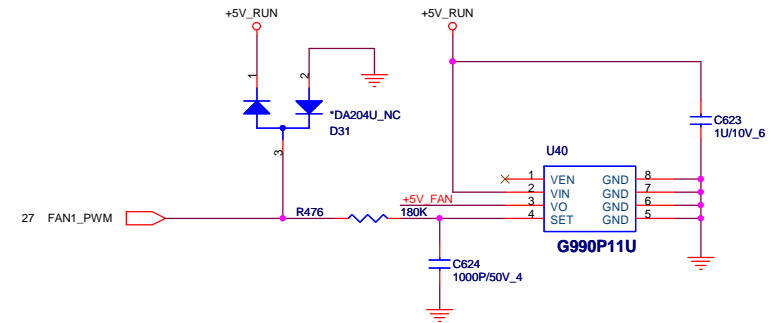 +5V_RUN
+5V_RUN
1
2
*DA204U_NC
D31
3
C623
1U/10V_6
U40
1 VEN GND 8
2 VIN GND 7
+5V_FAN 3 VO GND 6
4 SET GND 5
27 FAN1_PWM
R476 180K
G990P11U
C624
1000P/50V_4